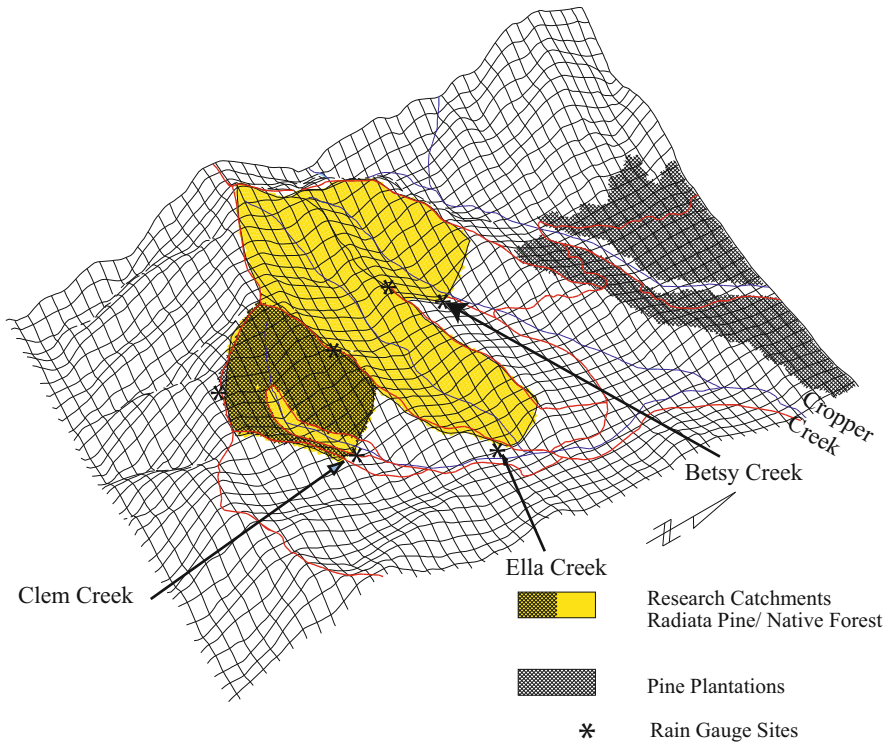 Cropper
Creek
Betsy Creek
Ella Creek
Clem Creek
Research Catchments
Radiata Pine/ Native Forest
Pine Plantations
Rain Gauge Sites